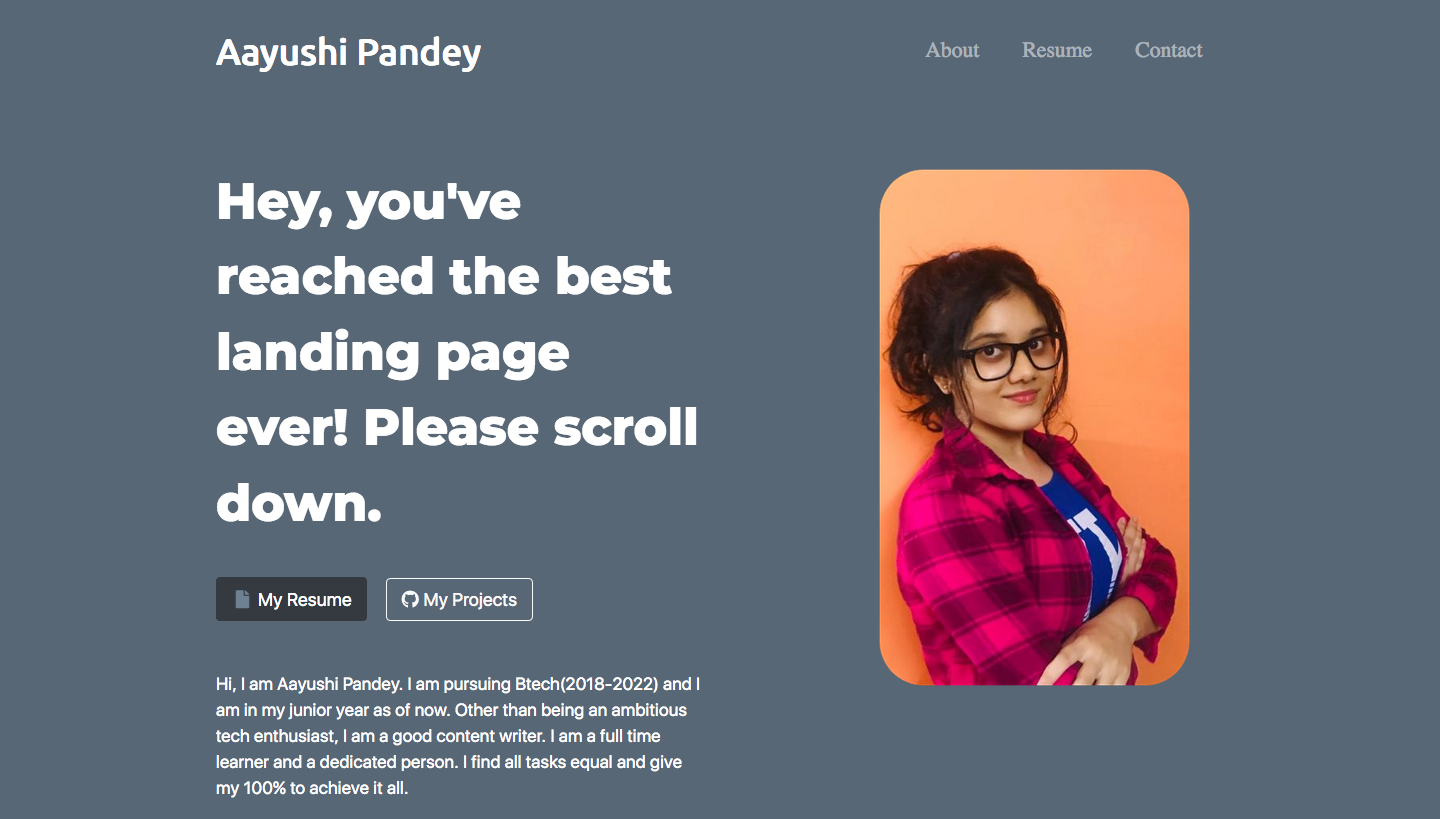 Aayushi Pandey
About Resume Contact
Hey, you've
reached the best
landing page
ever! Please scroll
down.
My Resume
My Projects
Hi, I am Aayushi Pandey. I am pursuing Btech(2018-2022) and I
am in my junior year as of now. Other than being an ambitious
tech enthusiast, I am a good content writer. I am a full time
learner and a dedicated person. I find all tasks equal and give
my 100% to achieve it all.